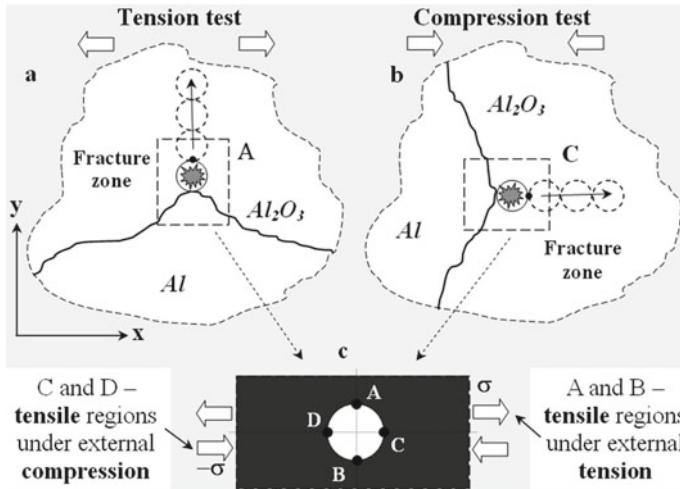 Tension test
Compression test
a
b
A
Fracture
zone
Al₂O₃
Al
y
x
Al₂O₃
C
Al
Fracture
zone
c
C and D –
tensile regions
under external
compression
σ
–σ
A
D
C
B
A and B –
tensile regions
under external
tension